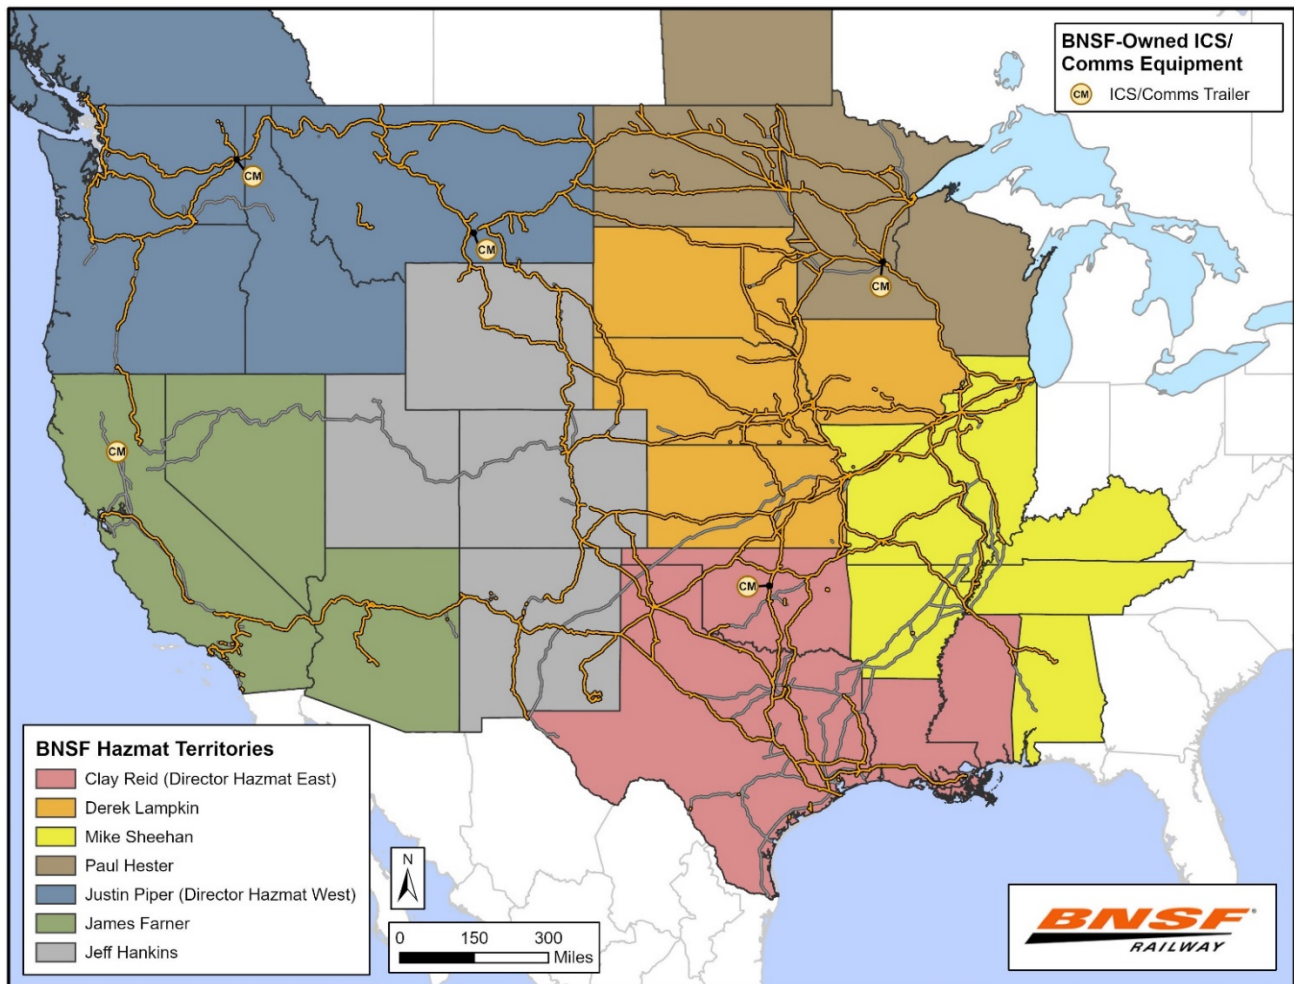 BNSF-Owned ICS/
Comms Equipment
CM ICS/Comms Trailer
CM
CM
CM
CM
CM
BNSF Hazmat Territories
Clay Reid (Director Hazmat East)
Derek Lampkin
Mike Sheehan
Paul Hester
Justin Piper (Director Hazmat West)
James Farner
Jeff Hankins
N
0 150 300
Miles
BNSF®
RAILWAY